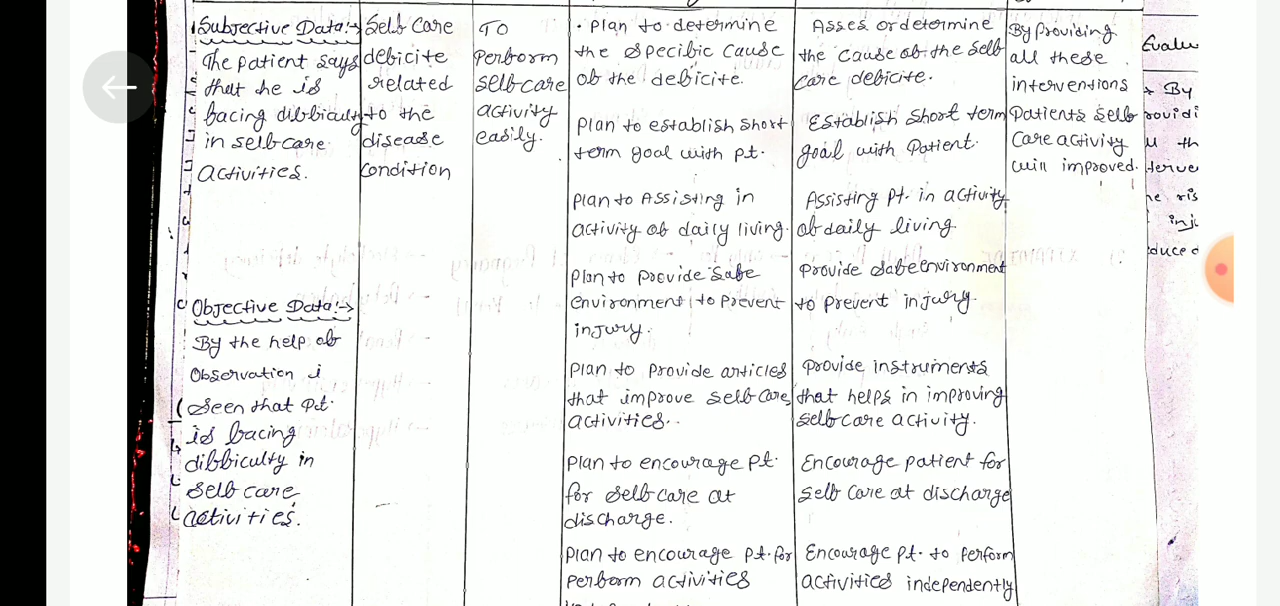 Subjective Data:→
The patient says
that he is
facing difficulty
in self care
activities.
Objective Data:→
By the help of
Observation i
seen that Pt.
is facing
difficulty in
self care
activities.
Self Care
deficite
related
to the
disease
condition
TO
Perform
self care
activity
easily.
• Plan to determine
the specific cause
of the deficite.
Plan to establish short
term goal with pt.
Plan to Assisting in
activity of daily living.
Plan to provide safe
environment to prevent
injury.
Plan to provide articles
that improve self care
activities..
Plan to encourage pt.
for self care at
discharge.
Plan to encourage pt. for
perform activities
Asses or determine
the cause of the self
care deficite.
Establish short term
goal with Patient.
Assisting Pt. in activity
of daily living.
Provide safe environment
to prevent injury.
Provide instruments
that helps in improving
self care activity.
Encourage patient for
self care at discharge
Encourage pt. to perform
activities independently
By Providing
all these
interventions
Patients self
care activity
will improved.
Evalu
By
rovidi
th
terve
ris
inj
duced